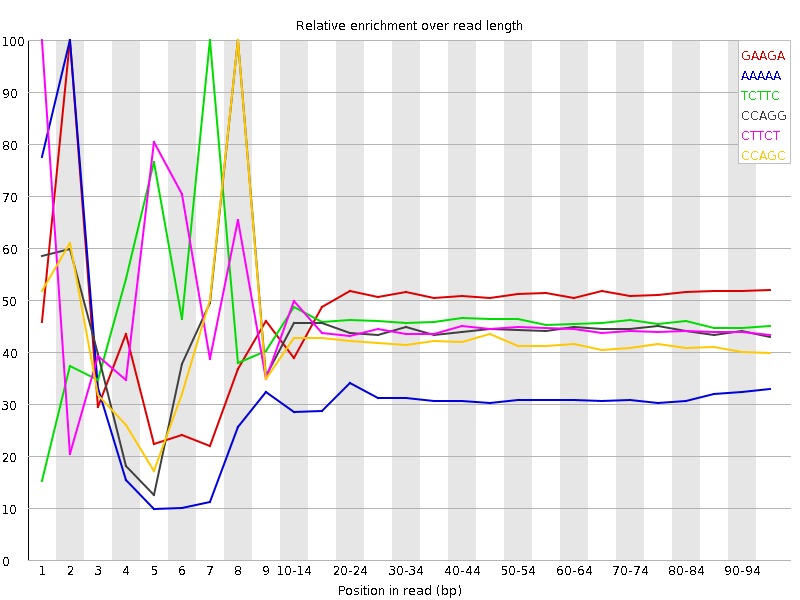 Relative enrichment over read length
100
90
80
70
60
50
40
30
20
10
0
GAAGA
AAAAA
TCTTC
CCAGG
CTTCT
CCAGC
1 2 3 4 5 6 7 8 9 10-14 20-24 30-34 40-44 50-54 60-64 70-74 80-84 90-94
Position in read (bp)